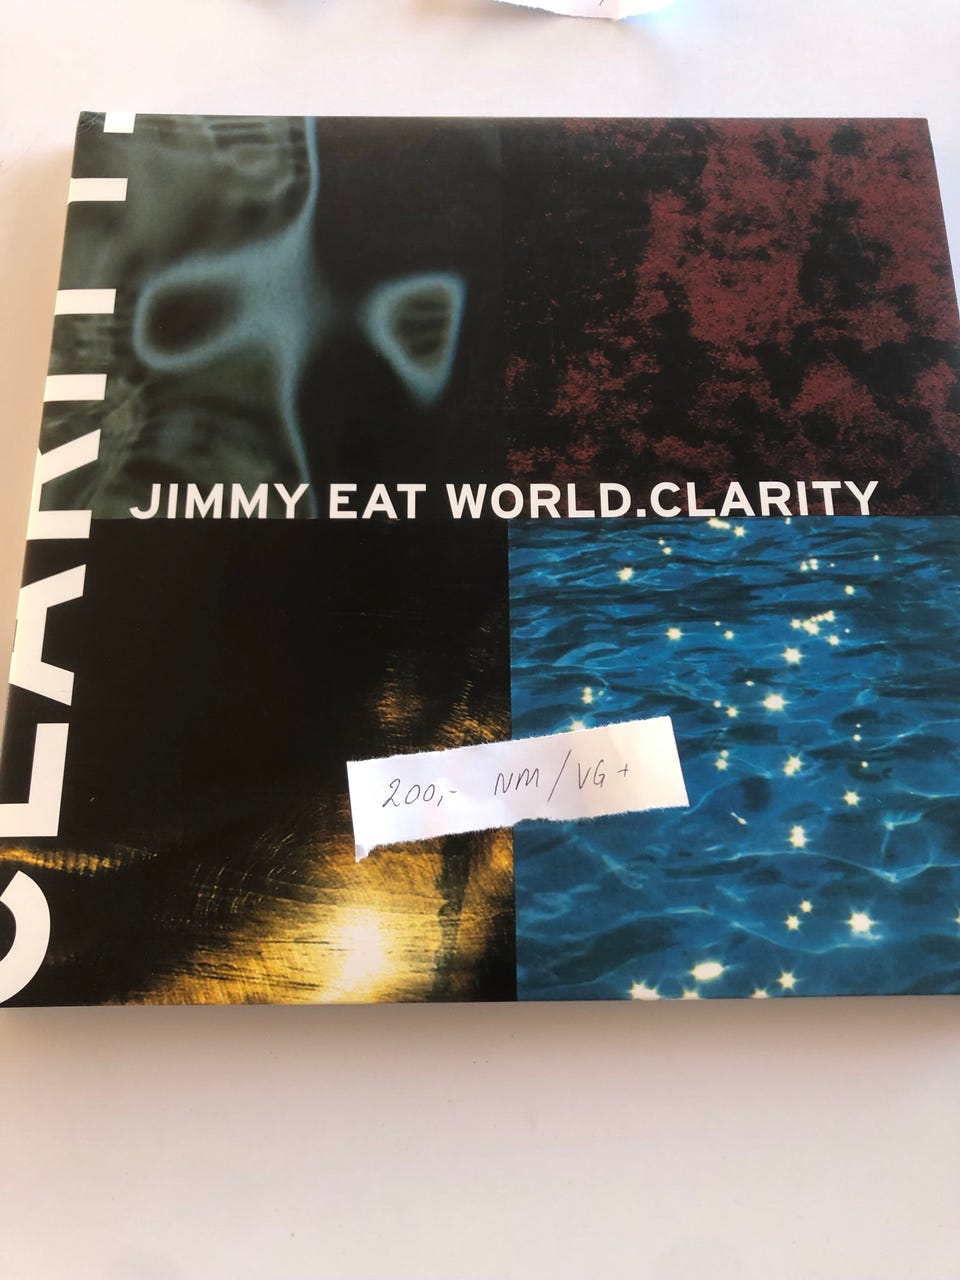 CLARITY
JIMMY EAT WORLD.CLARITY
200,- NM/VG+